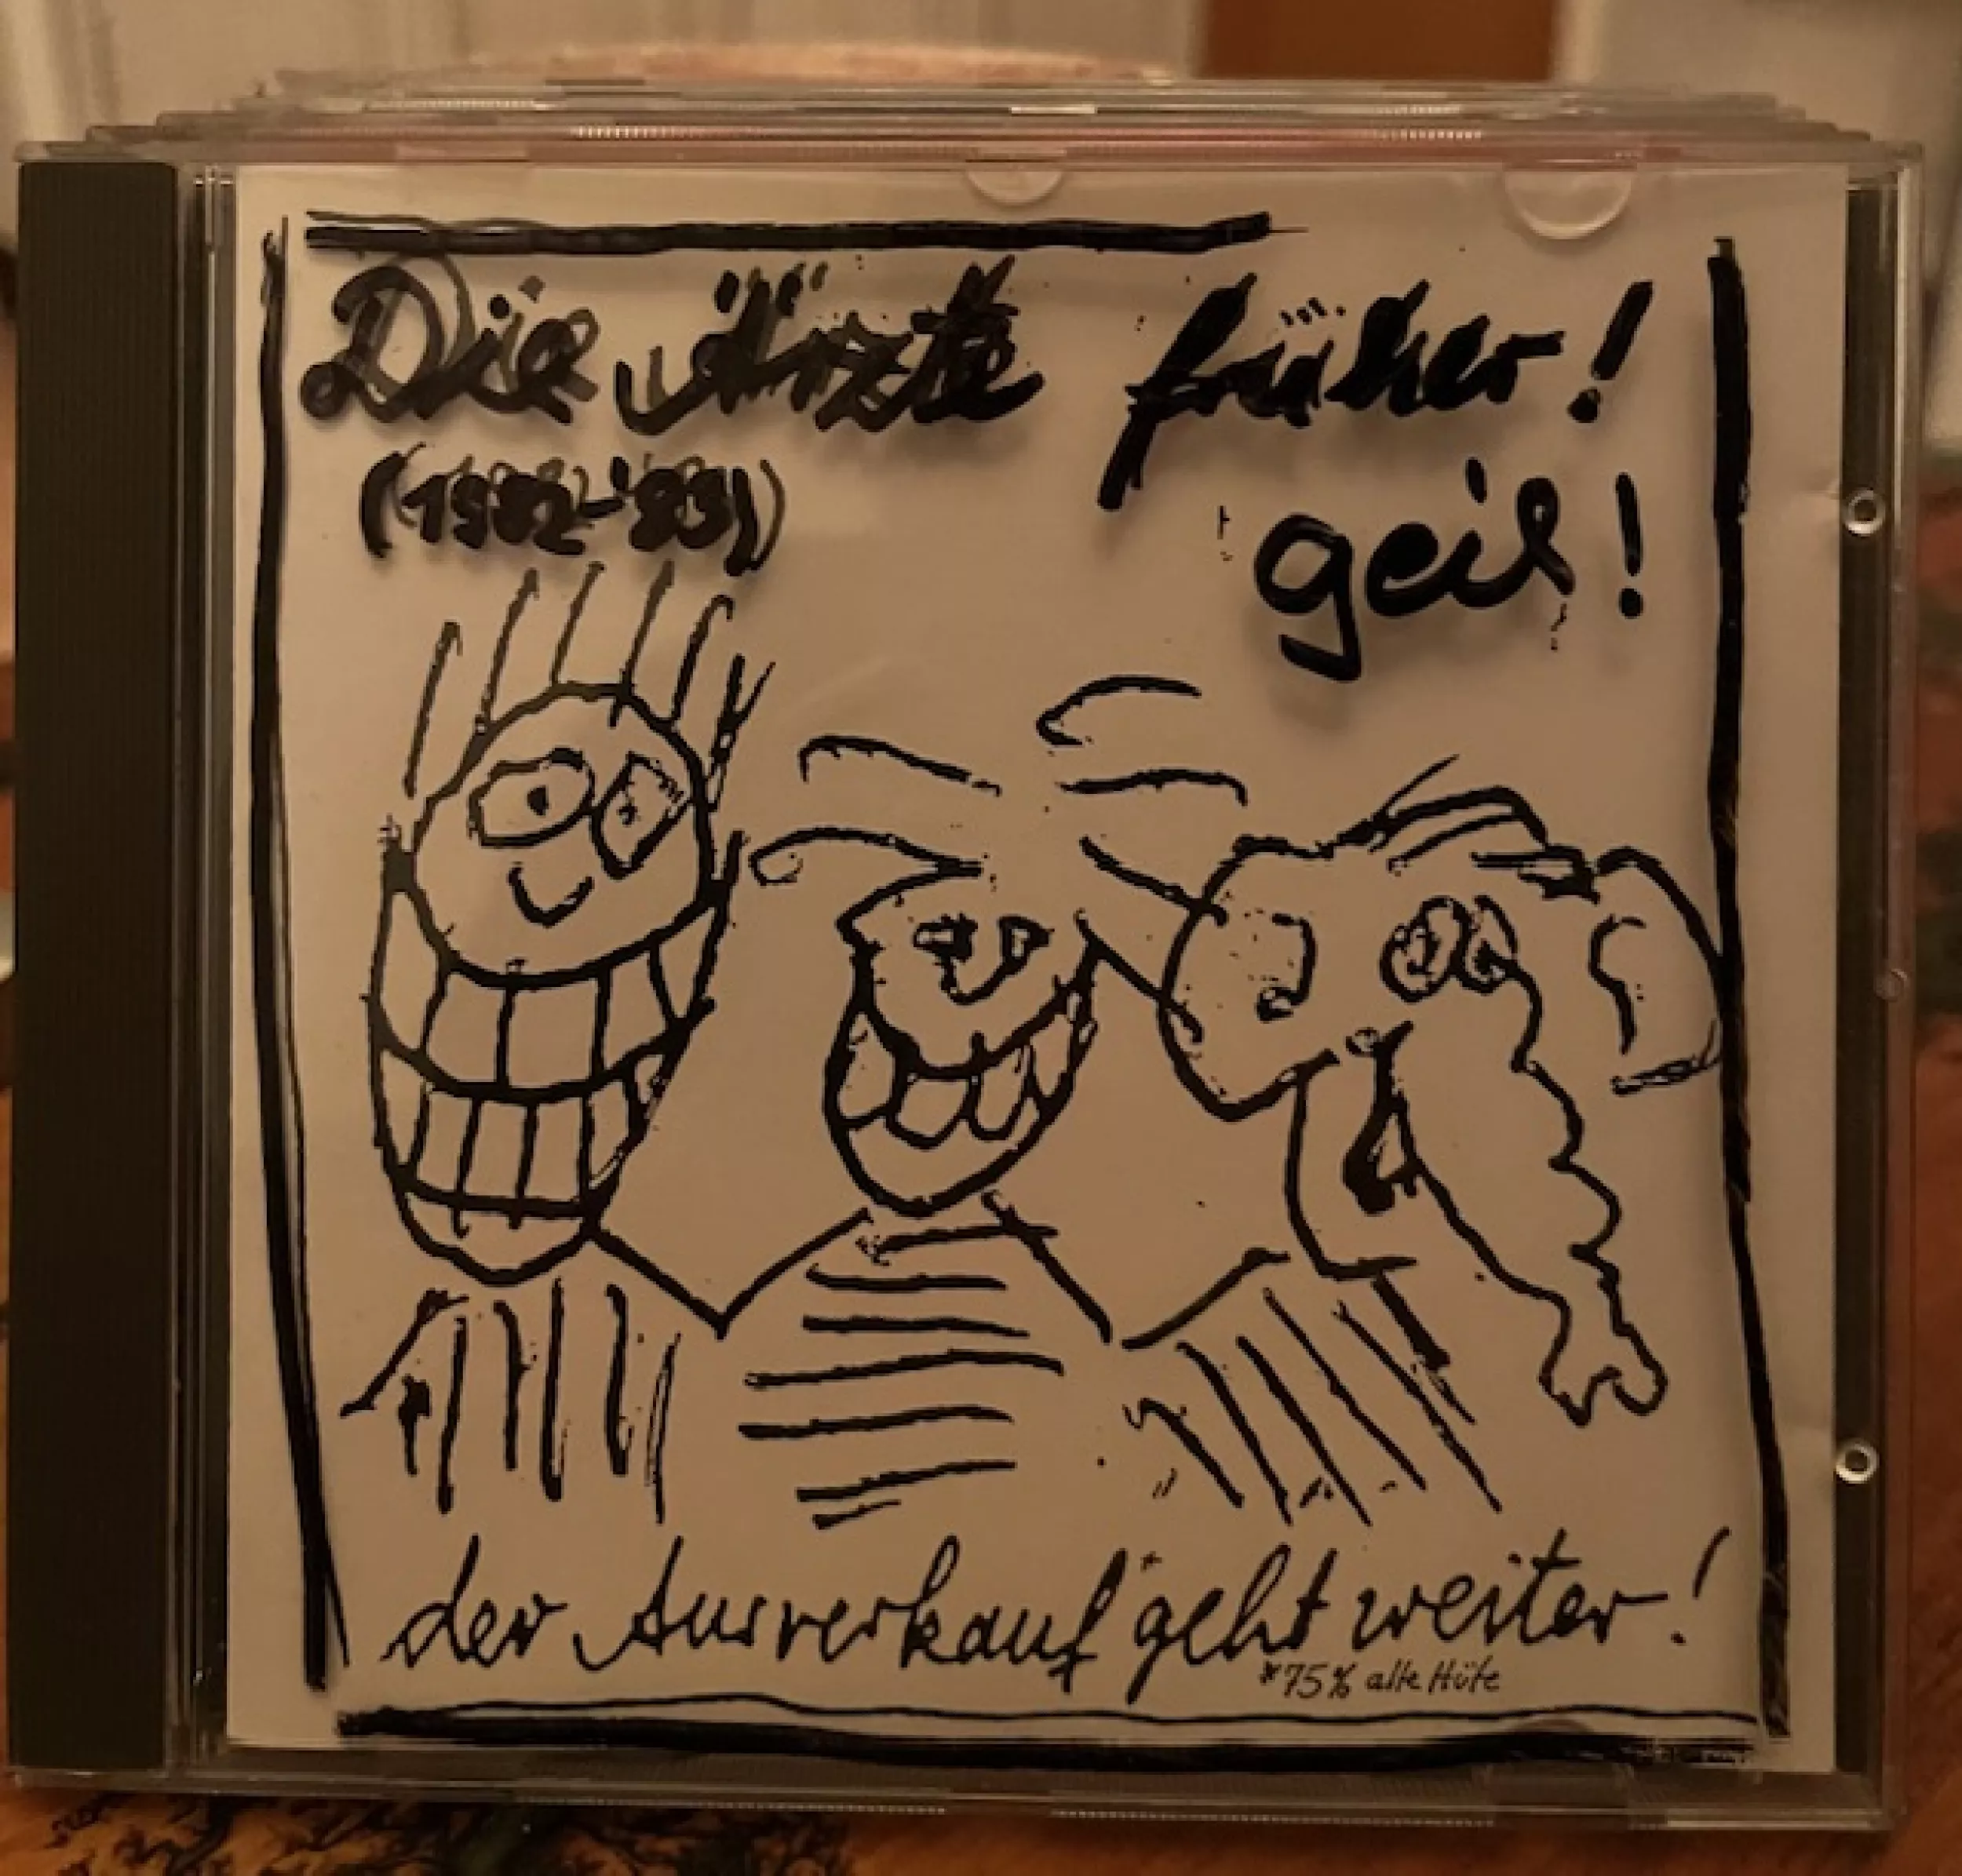 Die Ärzte früher!
(1982-'83)
geil!
der Ausverkauf* geht weiter!
*75% alte Hüte